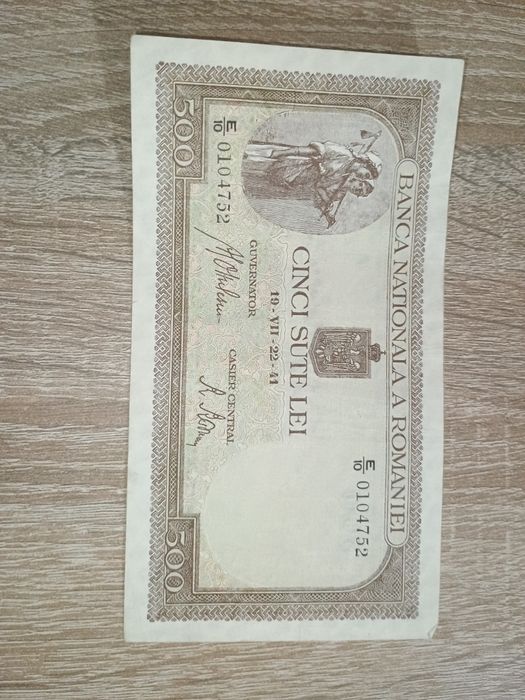 BANCA NATIONALA A ROMANIEI
E/10 0104752
CINCI SUTE LEI
19-VII-22-41
GUVERNATOR
CASIER CENTRAL
E/10 0104752
500
500